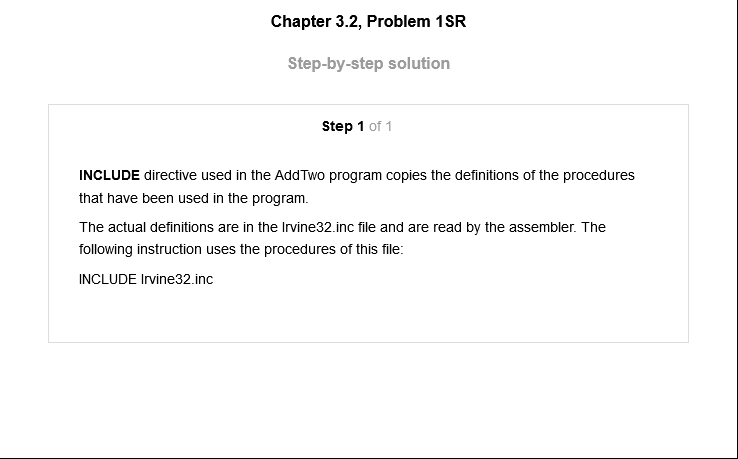 Chapter 3.2, Problem 1SR
Step-by-step solution
Step 1 of 1
INCLUDE directive used in the AddTwo program copies the definitions of the procedures
that have been used in the program.
The actual definitions are in the Irvine32.inc file and are read by the assembler. The
following instruction uses the procedures of this file:
INCLUDE Irvine32.inc